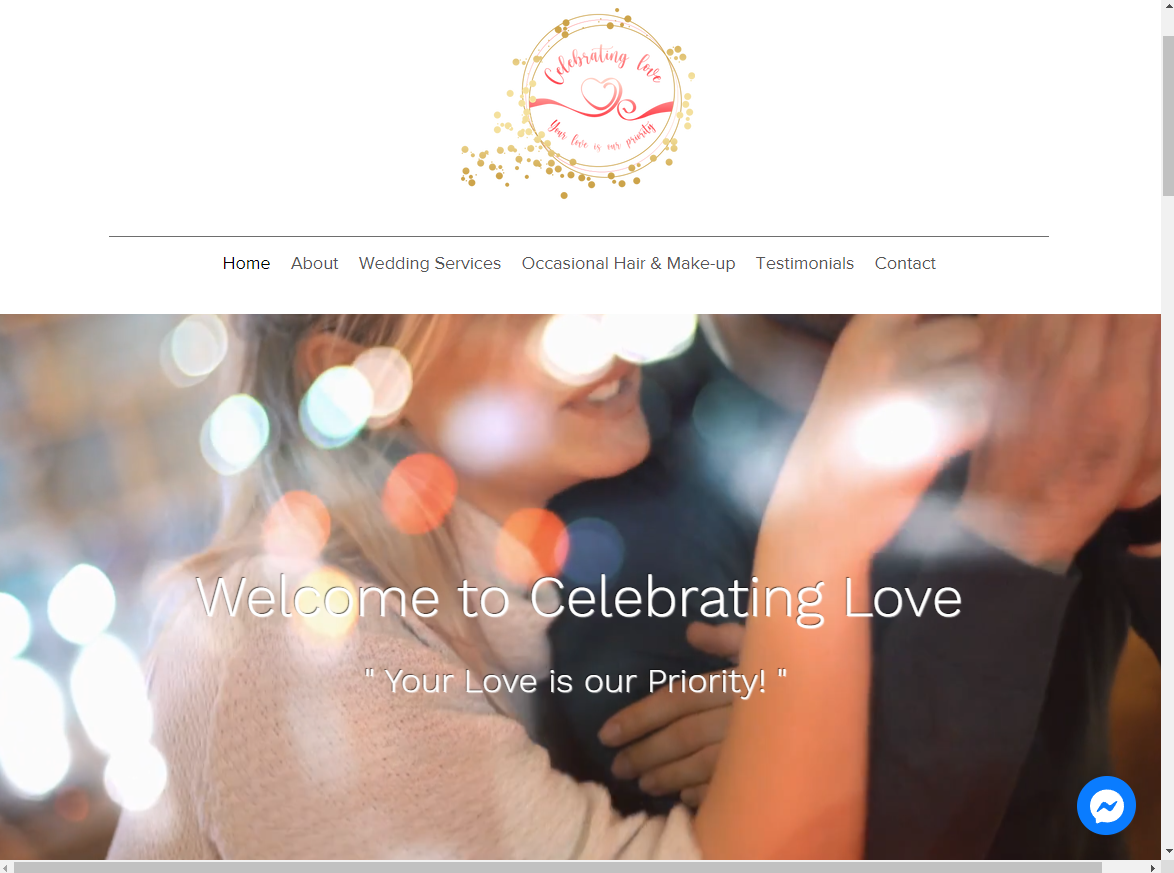 Celebrating love
Your love is our priority
Home About Wedding Services Occasional Hair & Make-up Testimonials Contact
Welcome to Celebrating Love
" Your Love is our Priority! "